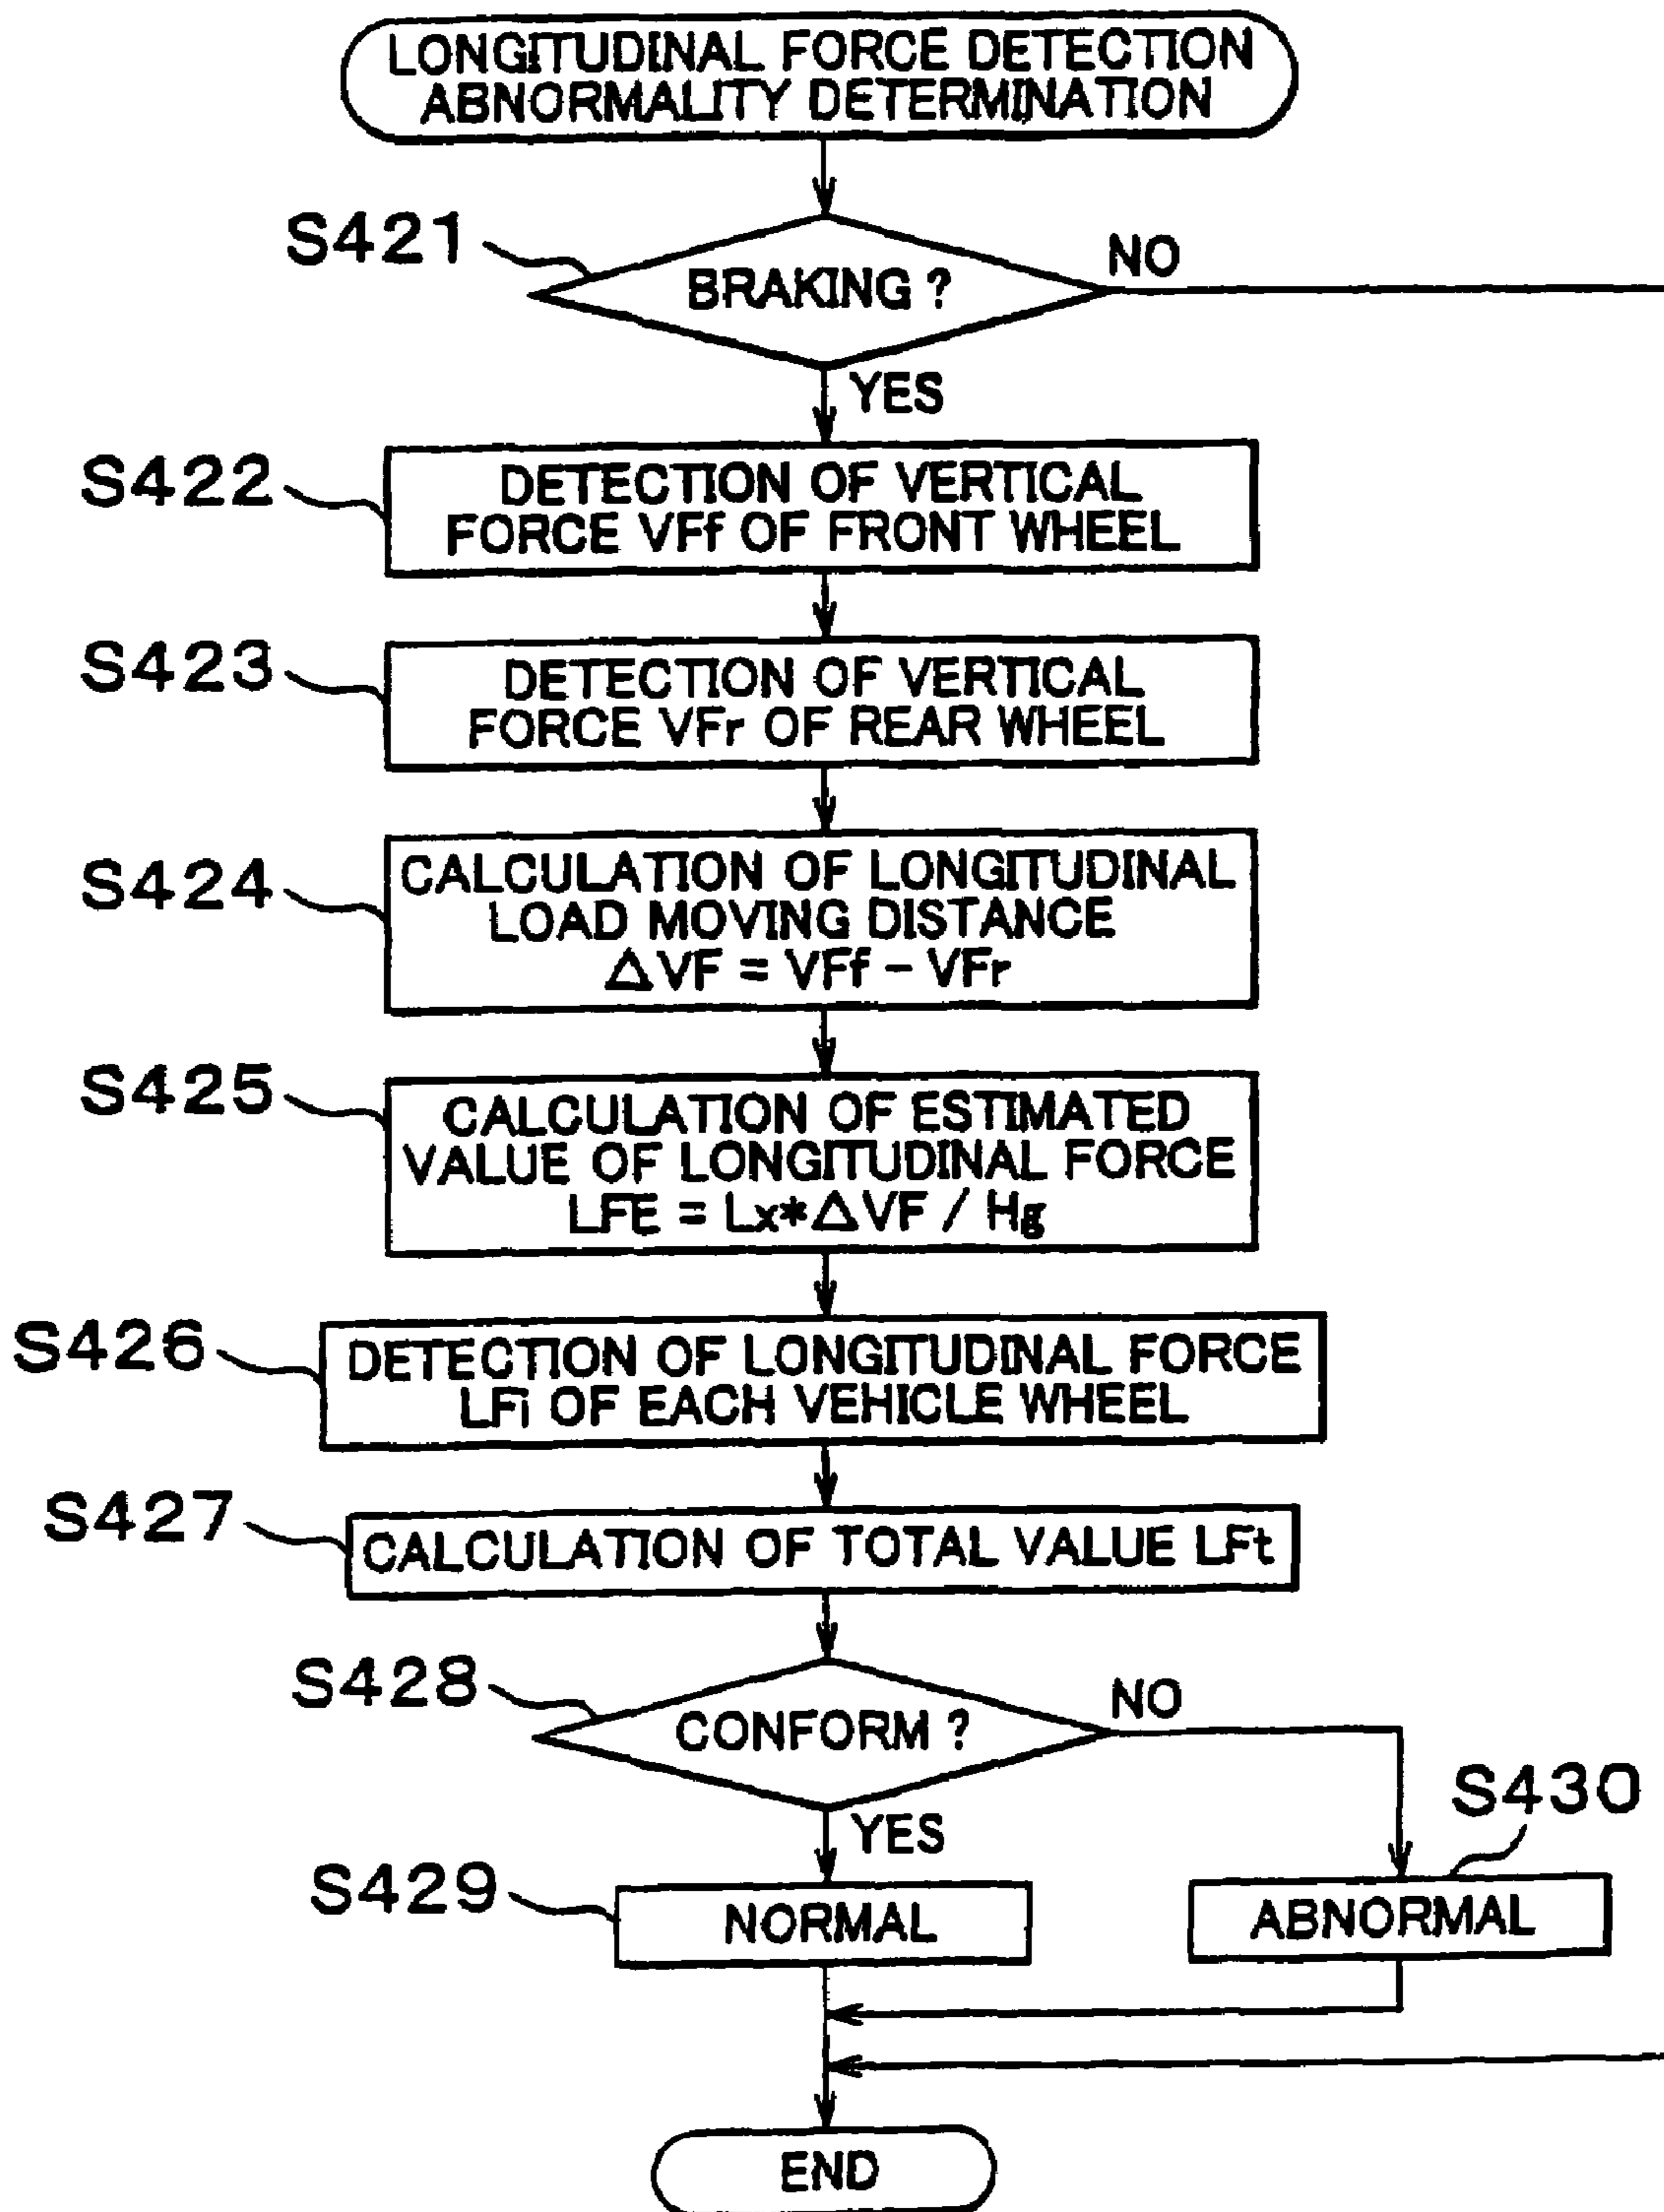 LONGITUDINAL FORCE DETECTION
ABNORMALITY DETERMINATION
S421
BRAKING ?
NO
YES
S422
DETECTION OF VERTICAL
FORCE VFf OF FRONT WHEEL
S423
DETECTION OF VERTICAL
FORCE VFr OF REAR WHEEL
S424
CALCULATION OF LONGITUDINAL
LOAD MOVING DISTANCE
△VF = VFf - VFr
S425
CALCULATION OF ESTIMATED
VALUE OF LONGITUDINAL FORCE
LFE = Lx*△VF / Hg
S426
DETECTION OF LONGITUDINAL FORCE
LFi OF EACH VEHICLE WHEEL
S427
CALCULATION OF TOTAL VALUE LFt
S428
CONFORM ?
NO
YES
S429
NORMAL
S430
ABNORMAL
END